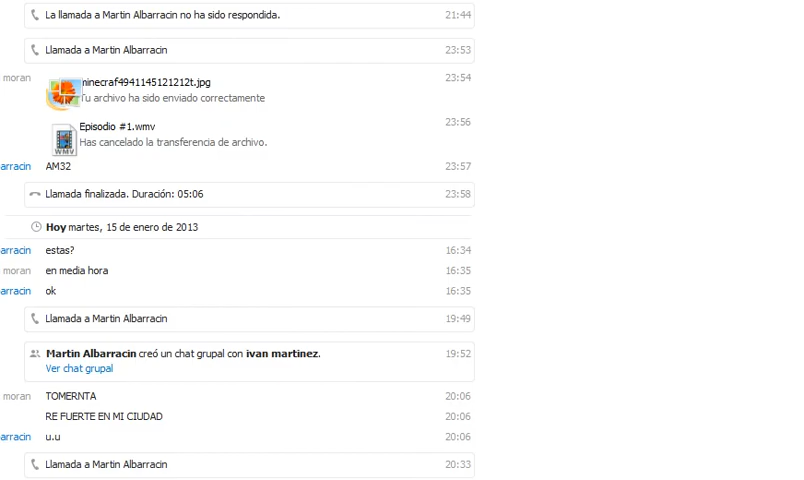 La llamada a Martin Albarracin no ha sido respondida. 21:44
Llamada a Martin Albarracin 23:53
moran minecraf4941145121212t.jpg 23:54
Tu archivo ha sido enviado correctamente
Episodio #1.wmv 23:56
Has cancelado la transferencia de archivo.
WMV
arracin AM32 23:57
Llamada finalizada. Duración: 05:06 23:58
Hoy martes, 15 de enero de 2013
arracin estas? 16:34
moran en media hora 16:35
arracin ok 16:35
Llamada a Martin Albarracin 19:49
Martin Albarracin creó un chat grupal con ivan martinez. 19:52
Ver chat grupal
moran TOMERNTA 20:06
RE FUERTE EN MI CIUDAD 20:06
arracin u.u 20:06
Llamada a Martin Albarracin 20:33